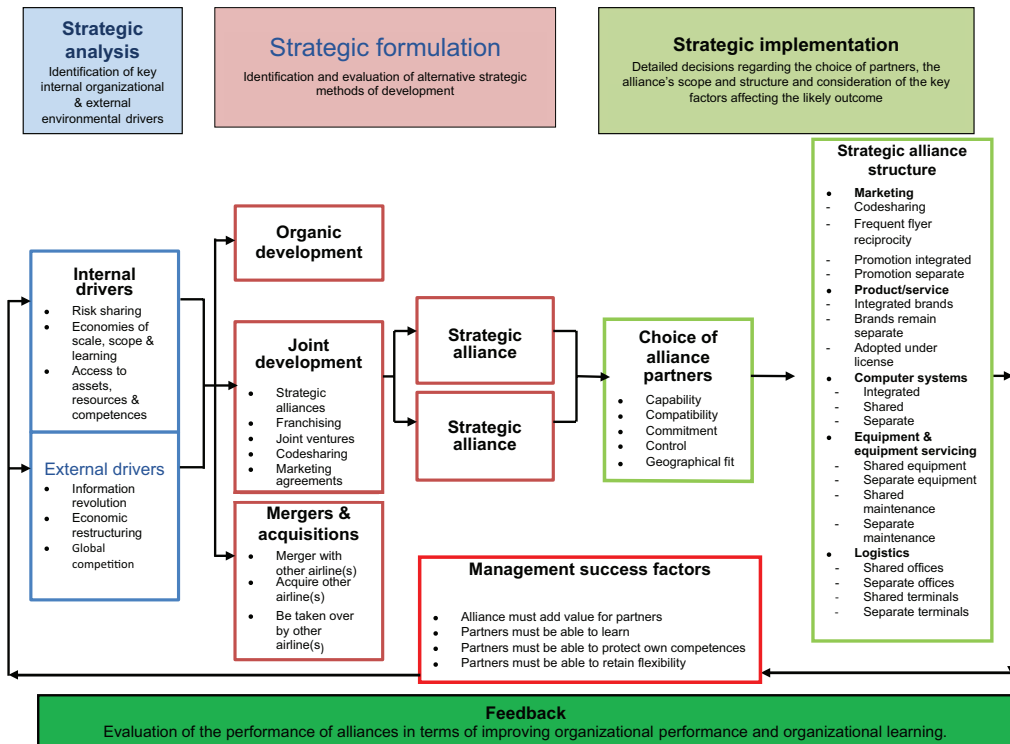 Strategic
analysis
Identification of key
internal organizational
& external
environmental drivers
Strategic formulation
Identification and evaluation of alternative strategic
methods of development
Strategic implementation
Detailed decisions regarding the choice of partners, the
alliance's scope and structure and consideration of the key
factors affecting the likely outcome
Internal
drivers
• Risk sharing
• Economies of
scale, scope &
learning
• Access to
assets,
resources &
competences
External drivers
• Information
revolution
• Economic
restructuring
• Global
competition
Organic
development
Joint
development
• Strategic
alliances
• Franchising
• Joint ventures
• Codesharing
• Marketing
agreements
Mergers &
acquisitions
• Merger with
other airline(s)
• Acquire other
airline(s)
• Be taken over
by other
airline(s)
Strategic
alliance
Strategic
alliance
Choice of
alliance
partners
• Capability
• Compatibility
• Commitment
• Control
• Geographical fit
Strategic alliance
structure
• Marketing
- Codesharing
- Frequent flyer
reciprocity
- Promotion integrated
- Promotion separate
• Product/service
- Integrated brands
- Brands remain
separate
- Adopted under
license
• Computer systems
- Integrated
- Shared
- Separate
• Equipment &
equipment servicing
- Shared equipment
- Separate equipment
- Shared
maintenance
- Separate
maintenance
• Logistics
- Shared offices
- Separate offices
- Shared terminals
- Separate terminals
Management success factors
• Alliance must add value for partners
• Partners must be able to learn
• Partners must be able to protect own competences
• Partners must be able to retain flexibility
Feedback
Evaluation of the performance of alliances in terms of improving organizational performance and organizational learning.